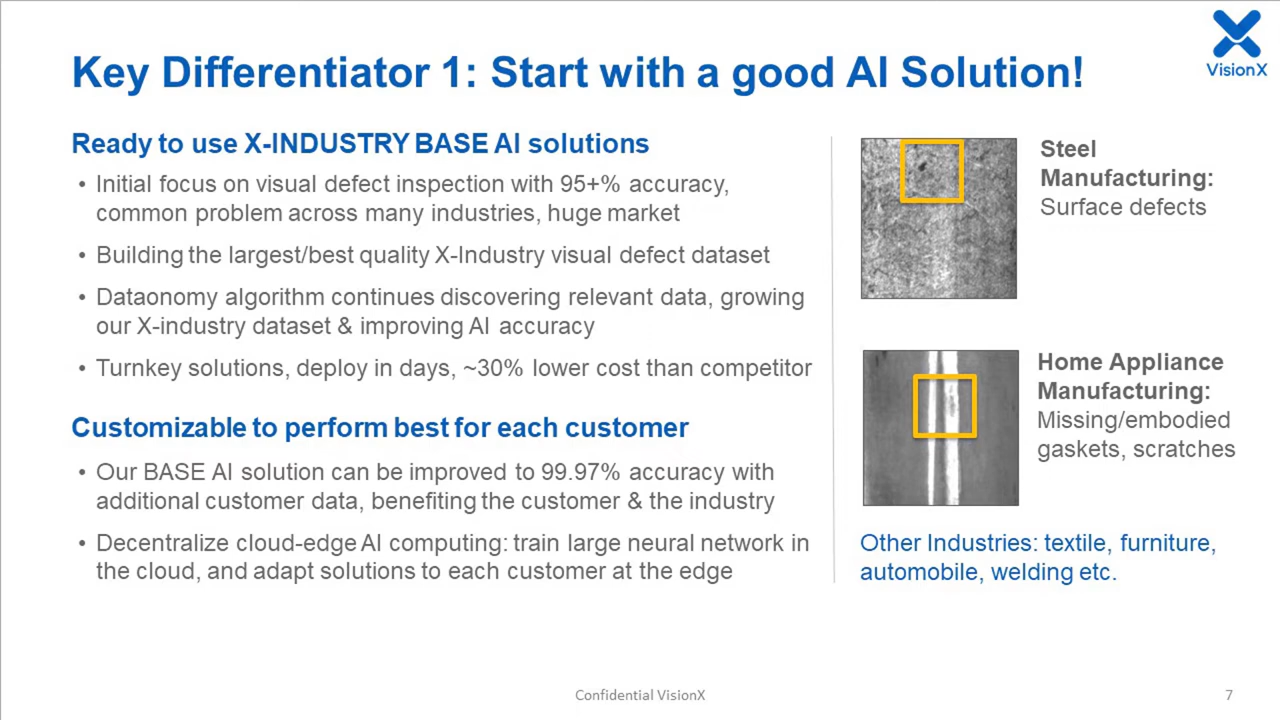 VisionX
Key Differentiator 1: Start with a good AI Solution!
Ready to use X-INDUSTRY BASE AI solutions
• Initial focus on visual defect inspection with 95+% accuracy,
common problem across many industries, huge market
• Building the largest/best quality X-Industry visual defect dataset
• Dataonomy algorithm continues discovering relevant data, growing
our X-industry dataset & improving AI accuracy
• Turnkey solutions, deploy in days, ~30% lower cost than competitor
Customizable to perform best for each customer
• Our BASE AI solution can be improved to 99.97% accuracy with
additional customer data, benefiting the customer & the industry
• Decentralize cloud-edge AI computing: train large neural network in
the cloud, and adapt solutions to each customer at the edge
Steel
Manufacturing:
Surface defects
Home Appliance
Manufacturing:
Missing/embodied
gaskets, scratches
Other Industries: textile, furniture,
automobile, welding etc.
Confidential VisionX
7